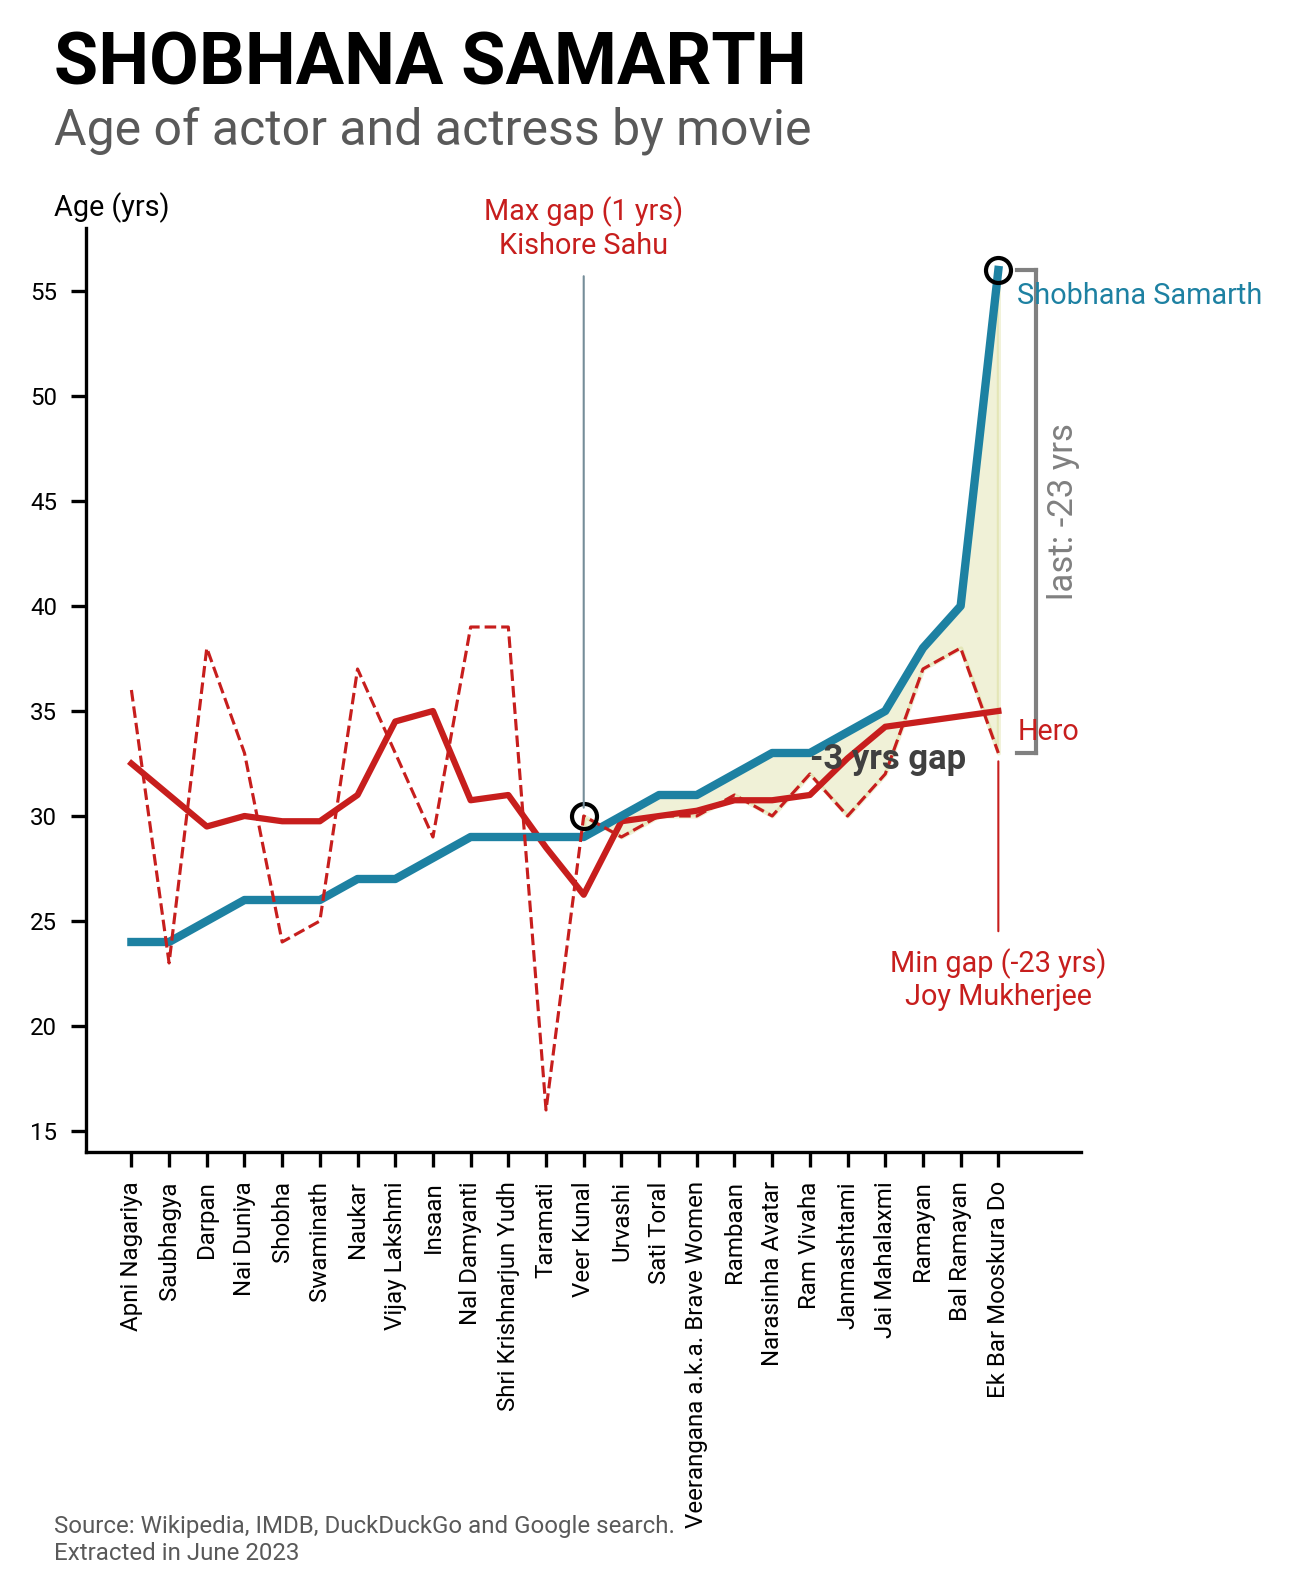 SHOBHANA SAMARTH
Age of actor and actress by movie
Age (yrs)
Max gap (1 yrs)
Kishore Sahu
55
50
45
40
35
30
25
20
15
Shobhana Samarth
last: -23 yrs
Hero
-3 yrs gap
Min gap (-23 yrs)
Joy Mukherjee
Apni Nagariya
Saubhagya
Darpan
Nai Duniya
Shobha
Swaminath
Naukar
Vijay Lakshmi
Insaan
Nal Damyanti
Shri Krishnarjun Yudh
Taramati
Veer Kunal
Urvashi
Sati Toral
Veerangana a.k.a. Brave Women
Rambaan
Narasinha Avatar
Ram Vivaha
Janmashtami
Jai Mahalaxmi
Ramayan
Bal Ramayan
Ek Bar Mooskura Do
Source: Wikipedia, IMDB, DuckDuckGo and Google search.
Extracted in June 2023